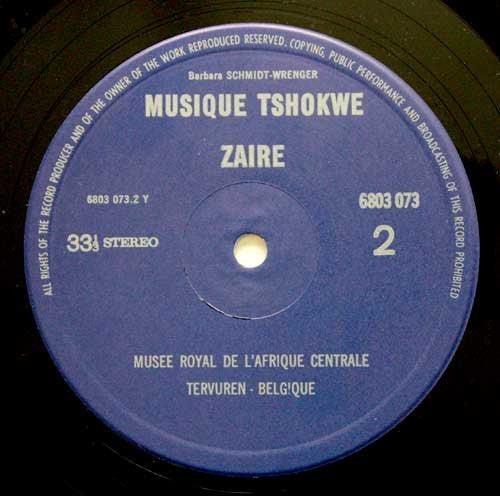 ALL RIGHTS OF THE RECORD PRODUCER AND OF THE OWNER OF THE WORK REPRODUCED RESERVED. COPYING, PUBLIC PERFORMANCE AND BROADCASTING OF THIS RECORD PROHIBITED
Barbara SCHMIDT-WRENGER
MUSIQUE TSHOKWE
ZAIRE
6803 073.2 Y
6803 073
33⅓ STEREO
2
MUSEE ROYAL DE L'AFRIQUE CENTRALE
TERVUREN - BELG!QUE